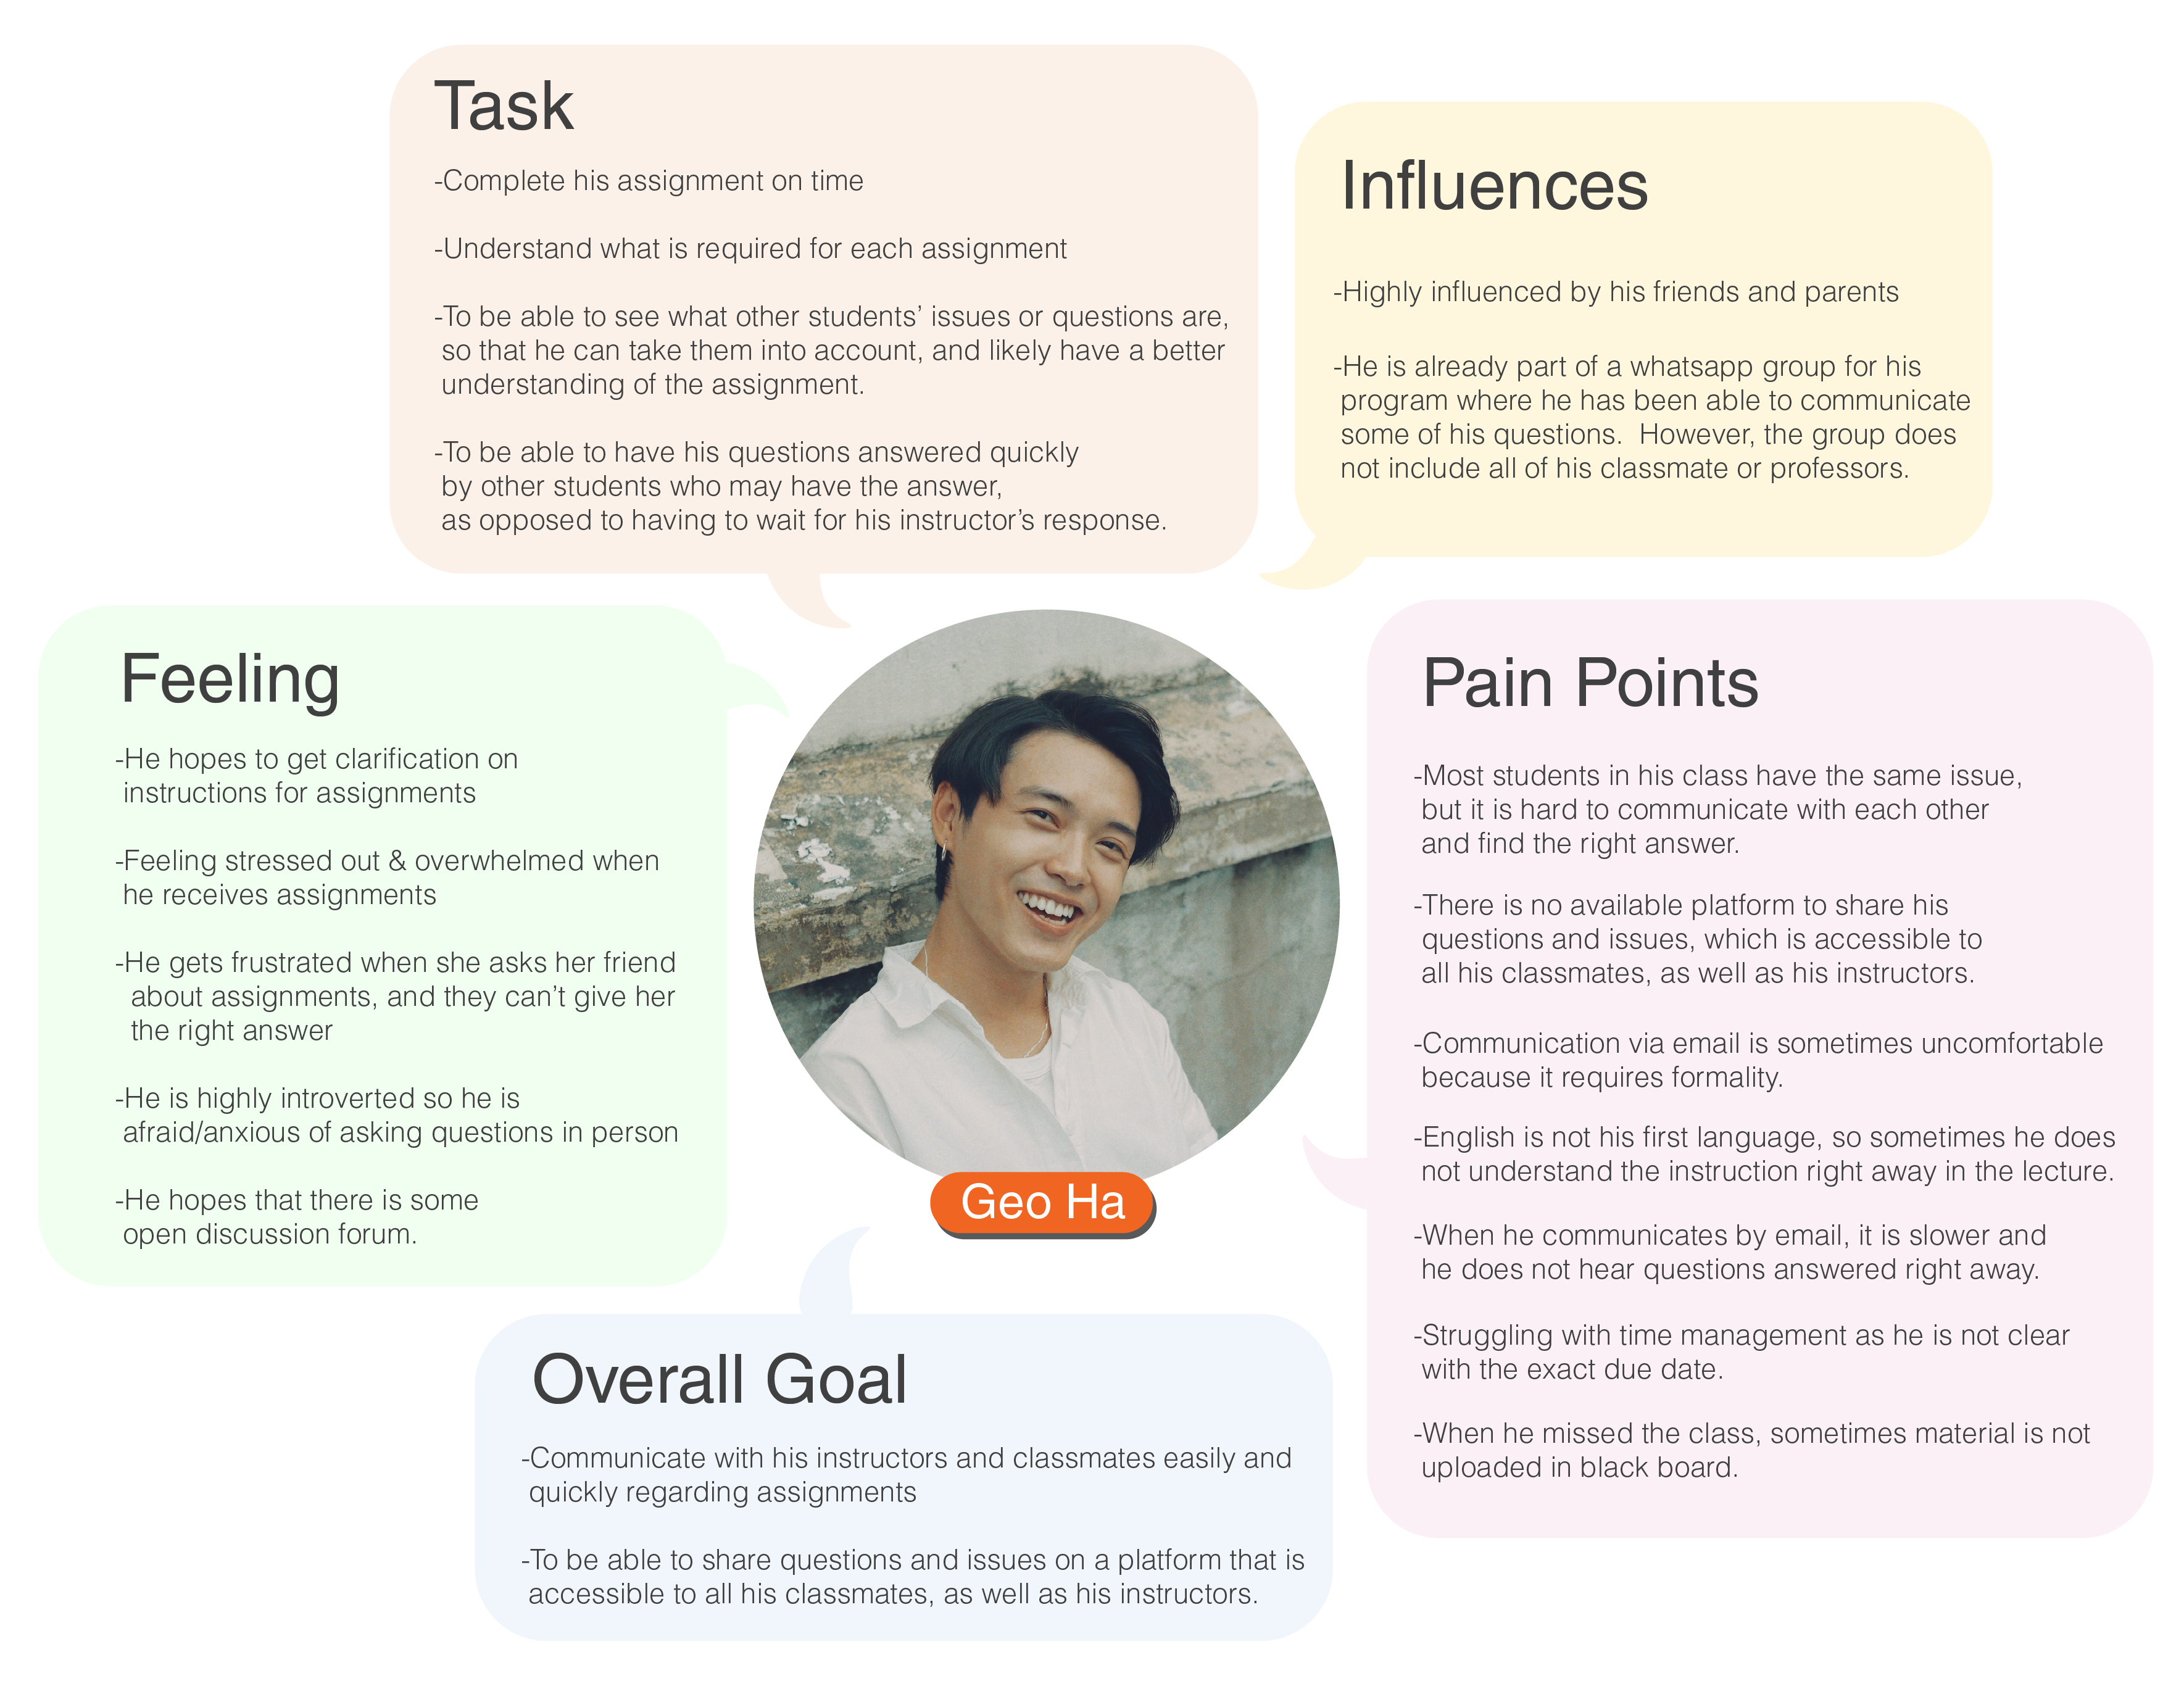 Task
-Complete his assignment on time
-Understand what is required for each assignment
-To be able to see what other students’ issues or questions are,
so that he can take them into account, and likely have a better
understanding of the assignment.
-To be able to have his questions answered quickly
by other students who may have the answer,
as opposed to having to wait for his instructor’s response.
Influences
-Highly influenced by his friends and parents
-He is already part of a whatsapp group for his
program where he has been able to communicate
some of his questions.  However, the group does
not include all of his classmate or professors.
Feeling
-He hopes to get clarification on
instructions for assignments
-Feeling stressed out & overwhelmed when
he receives assignments
-He gets frustrated when she asks her friend
about assignments, and they can’t give her
the right answer
-He is highly introverted so he is
afraid/anxious of asking questions in person
-He hopes that there is some
open discussion forum.
Geo Ha
Pain Points
-Most students in his class have the same issue,
but it is hard to communicate with each other
and find the right answer.
-There is no available platform to share his
questions and issues, which is accessible to
all his classmates, as well as his instructors.
-Communication via email is sometimes uncomfortable
because it requires formality.
-English is not his first language, so sometimes he does
not understand the instruction right away in the lecture.
-When he communicates by email, it is slower and
he does not hear questions answered right away.
-Struggling with time management as he is not clear
with the exact due date.
-When he missed the class, sometimes material is not
uploaded in black board.
Overall Goal
-Communicate with his instructors and classmates easily and
quickly regarding assignments
-To be able to share questions and issues on a platform that is
accessible to all his classmates, as well as his instructors.